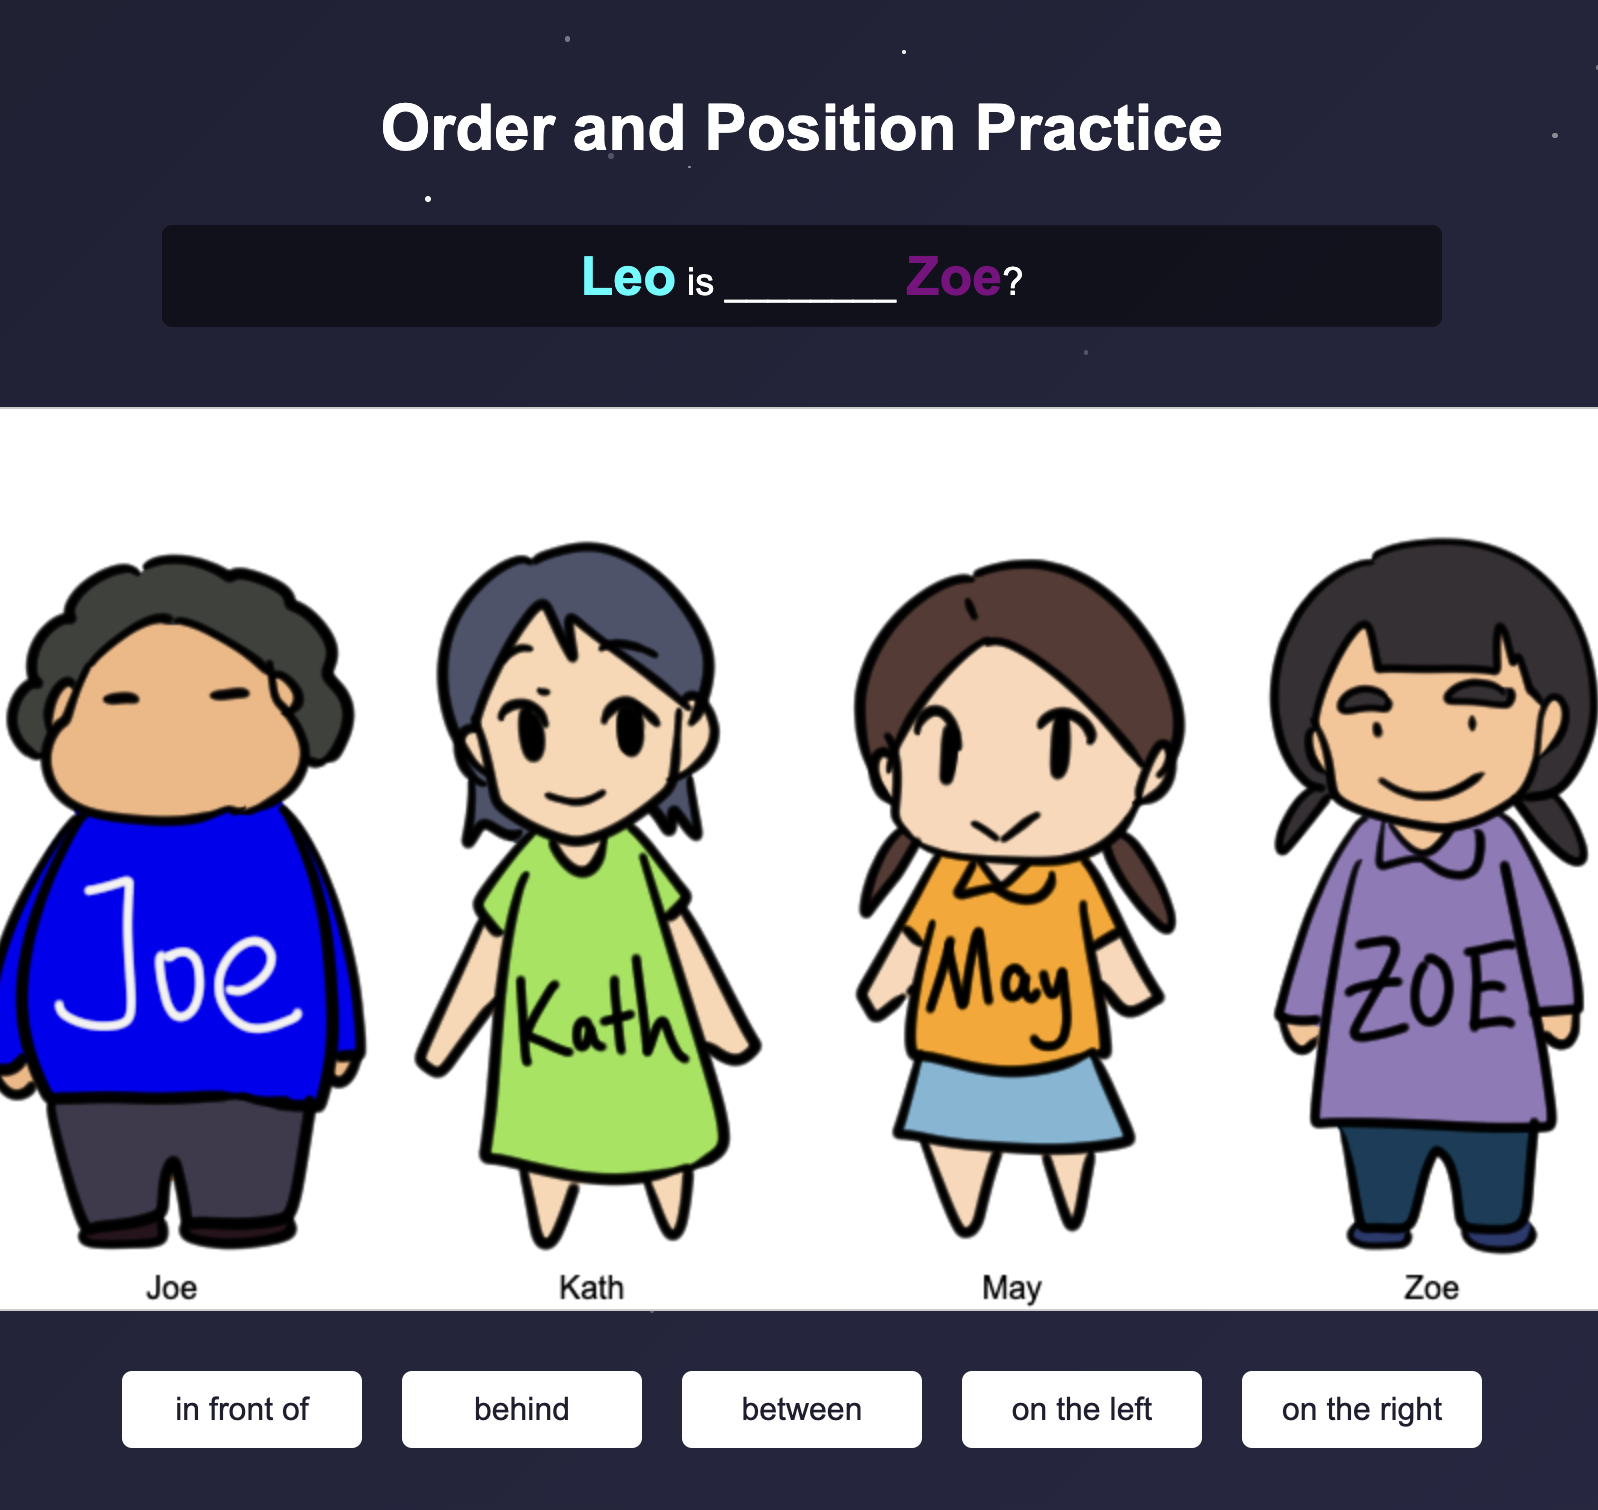 Order and Position Practice
Leo is ________ Zoe?
Joe
Kath
May
ZOE
Joe
Kath
May
Zoe
in front of
behind
between
on the left
on the right